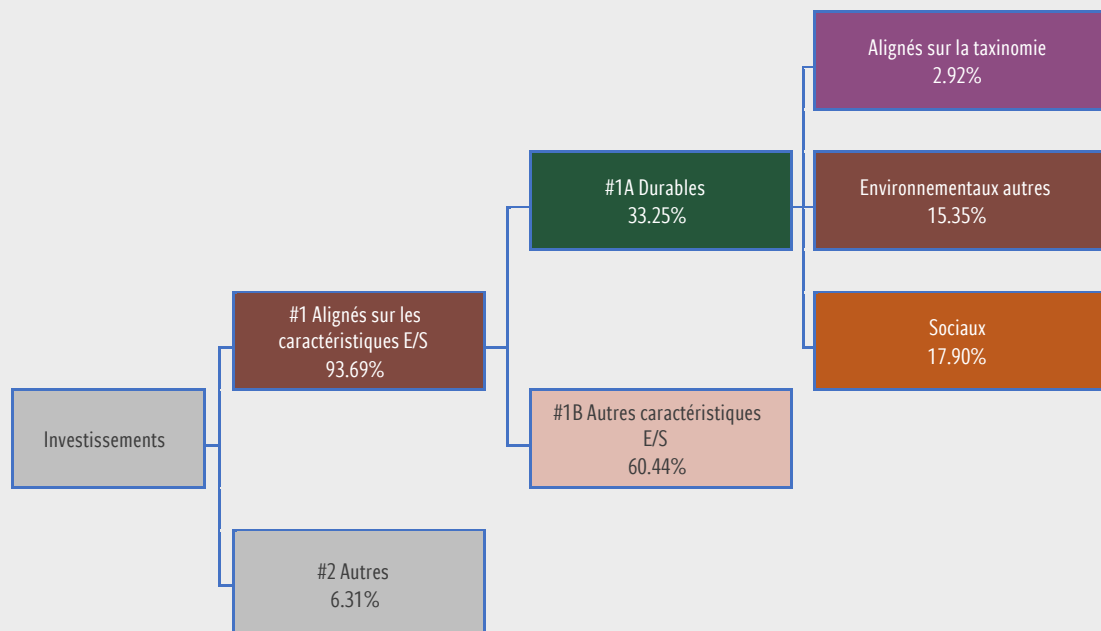 Alignés sur la taxinomie
2.92%
#1A Durables
33.25%
Environnementaux autres
15.35%
#1 Alignés sur les
caractéristiques E/S
93.69%
Sociaux
17.90%
Investissements
#1B Autres caractéristiques
E/S
60.44%
#2 Autres
6.31%